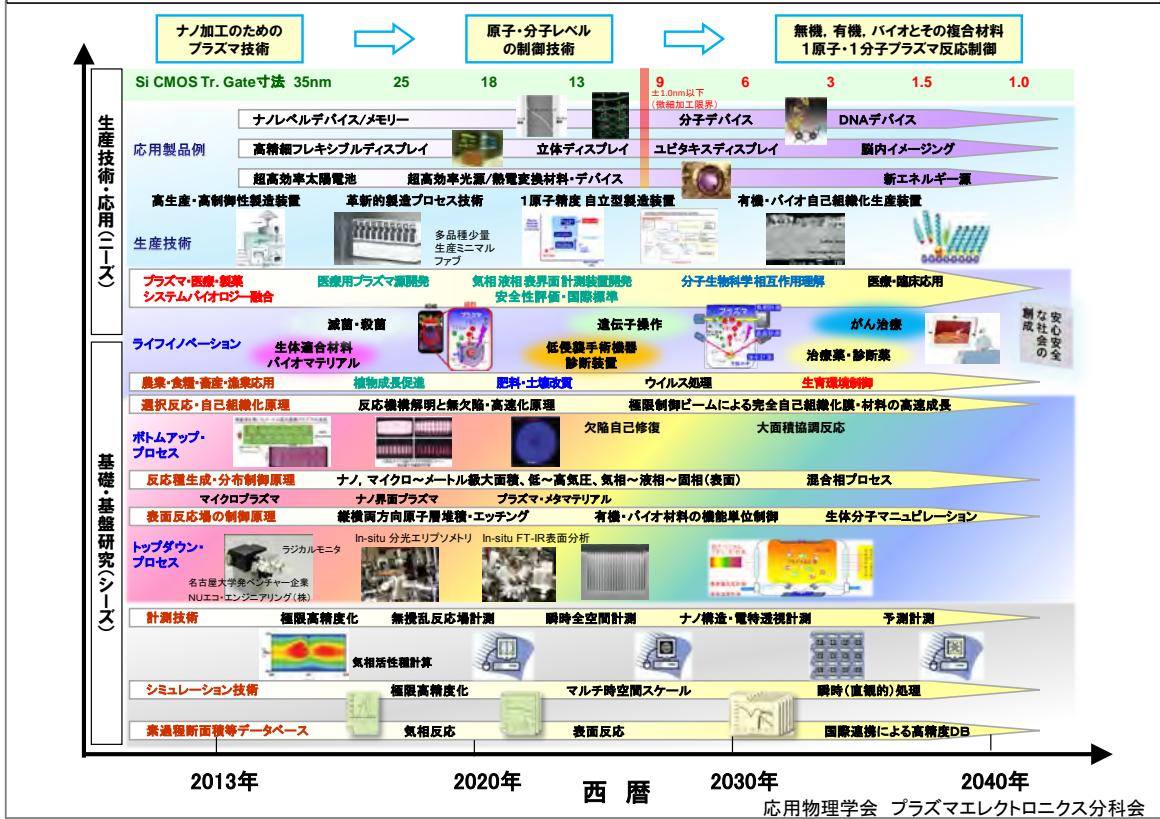 ナノ加工のための
プラズマ技術
原子・分子レベル
の制御技術
無機，有機，バイオとその複合材料
１原子・１分子プラズマ反応制御
生産技術・応用（ニーズ）
Si CMOS Tr. Gate寸法 35nm 25 18 13 9 6 3 1.5 1.0
±1.0nm以下
（微細加工限界）
応用製品例
ナノレベルデバイス/メモリー 分子デバイス DNAデバイス
高精細フレキシブルディスプレイ 立体ディスプレイ ユビタキスディスプレイ 脳内イメージング
超高効率太陽電池 超高効率光源/熱電変換材料・デバイス 新エネルギー源
高生産・高制御性製造装置 革新的製造プロセス技術 1原子精度 自立型製造装置 有機・バイオ自己組織化生産装置
生産技術
多品種少量
生産ミニマル
ファブ
プラズマ・医療・製薬
システムバイオロジー融合
医療用プラズマ源開発
気相 液相 表界面計測装置開発
安全性評価・国際標準
分子生物科学相互作用理解
医療・臨床応用
ライフイノベーション
滅菌・殺菌
生体適合材料
バイオマテリアル
遺伝子操作
低侵襲手術機器
診断装置
プラズマ
がん治療
治療薬・診断薬
安心安全
な社会の
創成
基礎・基盤研究（シーズ）
農業・食糧・畜産・漁業応用 植物成長促進 肥料・土壌改質 ウイルス処理 生育環境制御
選択反応・自己組織化原理 反応機構解明と無欠陥・高速化原理 極限制御ビームによる完全自己組織化膜・材料の高速成長
ボトムアップ・
プロセス
欠陥自己修復 大面積協調反応
反応種生成・分布制御原理 ナノ，マイクロ～メートル級大面積、低～高気圧、気相～液相～固相（表面） 混合相プロセス
マイクロプラズマ ナノ界面プラズマ プラズマ・メタマテリアル
表面反応場の制御原理 縦横両方向原子層堆積・エッチング 有機・バイオ材料の機能単位制御 生体分子マニュピレーション
トップダウン・
プロセス
ラジカルモニタ
In-situ 分光エリプソメトリ
In-situ FT-IR表面分析
名古屋大学発ベンチャー企業
NUエコ・エンジニアリング（株）
計測技術 極限高精度化 無擾乱反応場計測 瞬時全空間計測 ナノ構造・電特透視計測 予測計測
気相活性種計算
シミュレーション技術 極限高精度化 マルチ時空間スケール 瞬時（直観的）処理
素過程断面積等データベース 気相反応 表面反応 国際連携による高精度DB
2013年 2020年 2030年 2040年
西 暦
応用物理学会 プラズマエレクトロニクス分科会